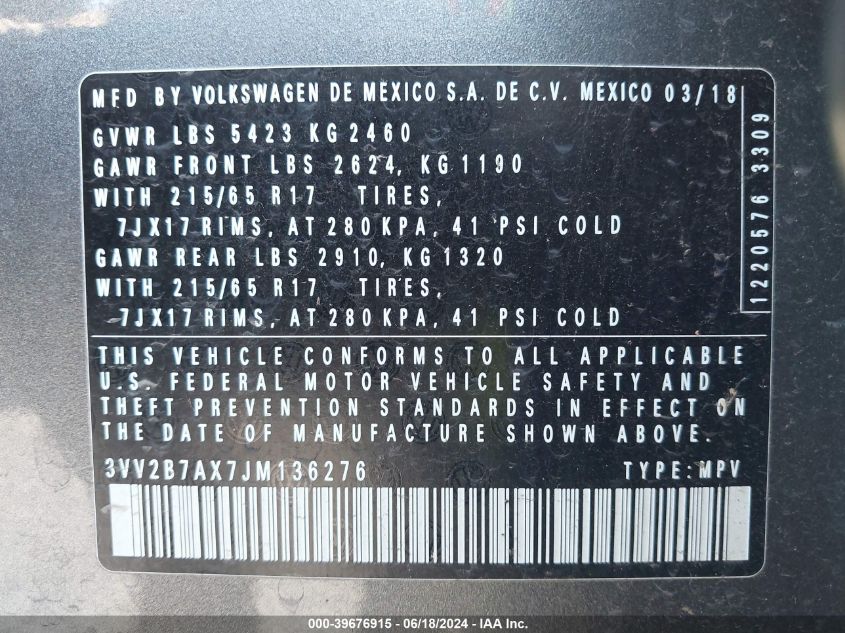 MFD BY VOLKSWAGEN DE MEXICO S.A. DE C.V. MEXICO 03/18
GVWR LBS 5423 KG 2460
GAWR FRONT LBS 2624, KG 1190
WITH 215/65 R17 TIRES,
7JX17 RIMS, AT 280 KPA, 41 PSI COLD
GAWR REAR LBS 2910, KG 1320
WITH 215/65 R17 TIRES,
7JX17 RIMS, AT 280 KPA, 41 PSI COLD
1220576 3309
THIS VEHICLE CONFORMS TO ALL APPLICABLE
U.S. FEDERAL MOTOR VEHICLE SAFETY AND
THEFT PREVENTION STANDARDS IN EFFECT ON
THE DATE OF MANUFACTURE SHOWN ABOVE.
3VV2B7AX7JM136276 TYPE: MPV
000-39676915 - 06/18/2024 - IAA Inc.